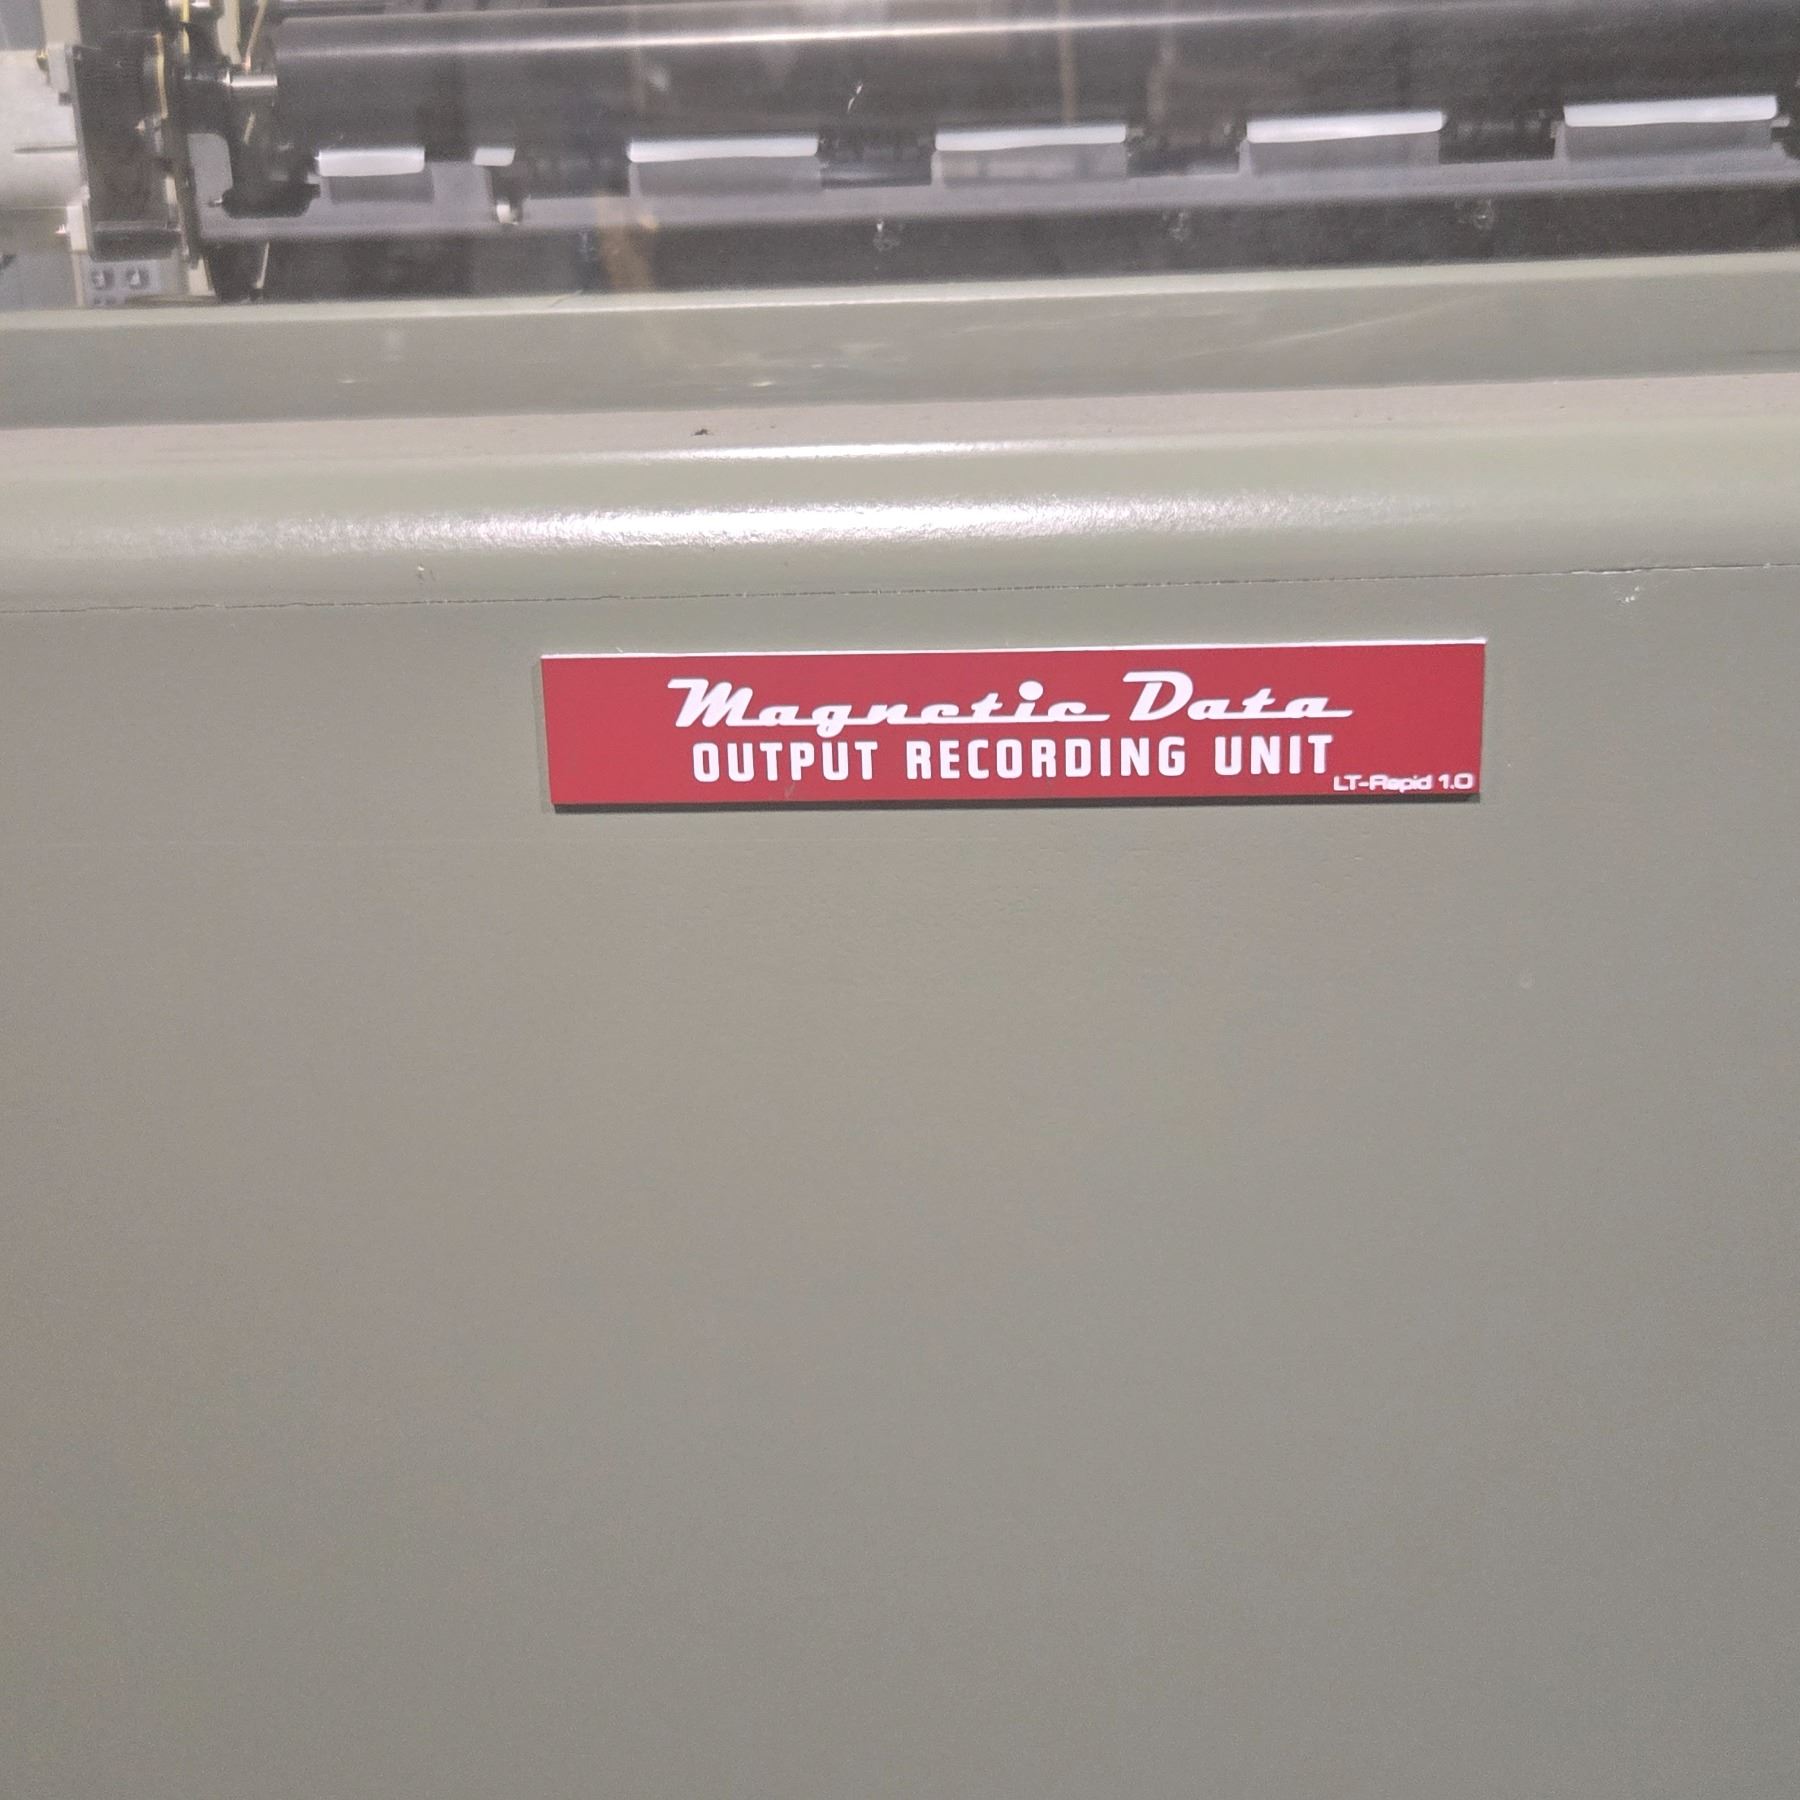 Magnetic Data
OUTPUT RECORDING UNIT
LT-Rapid 1.0